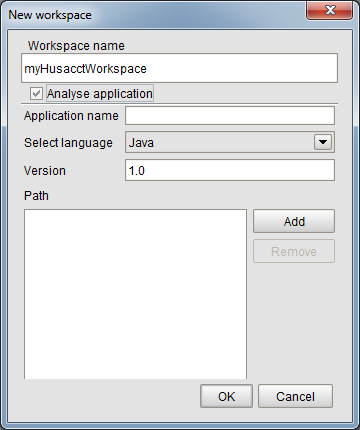 New workspace
Workspace name
myHusacctWorkspace
Analyse application
Application name
Select language Java
Version 1.0
Path
Add
Remove
OK Cancel